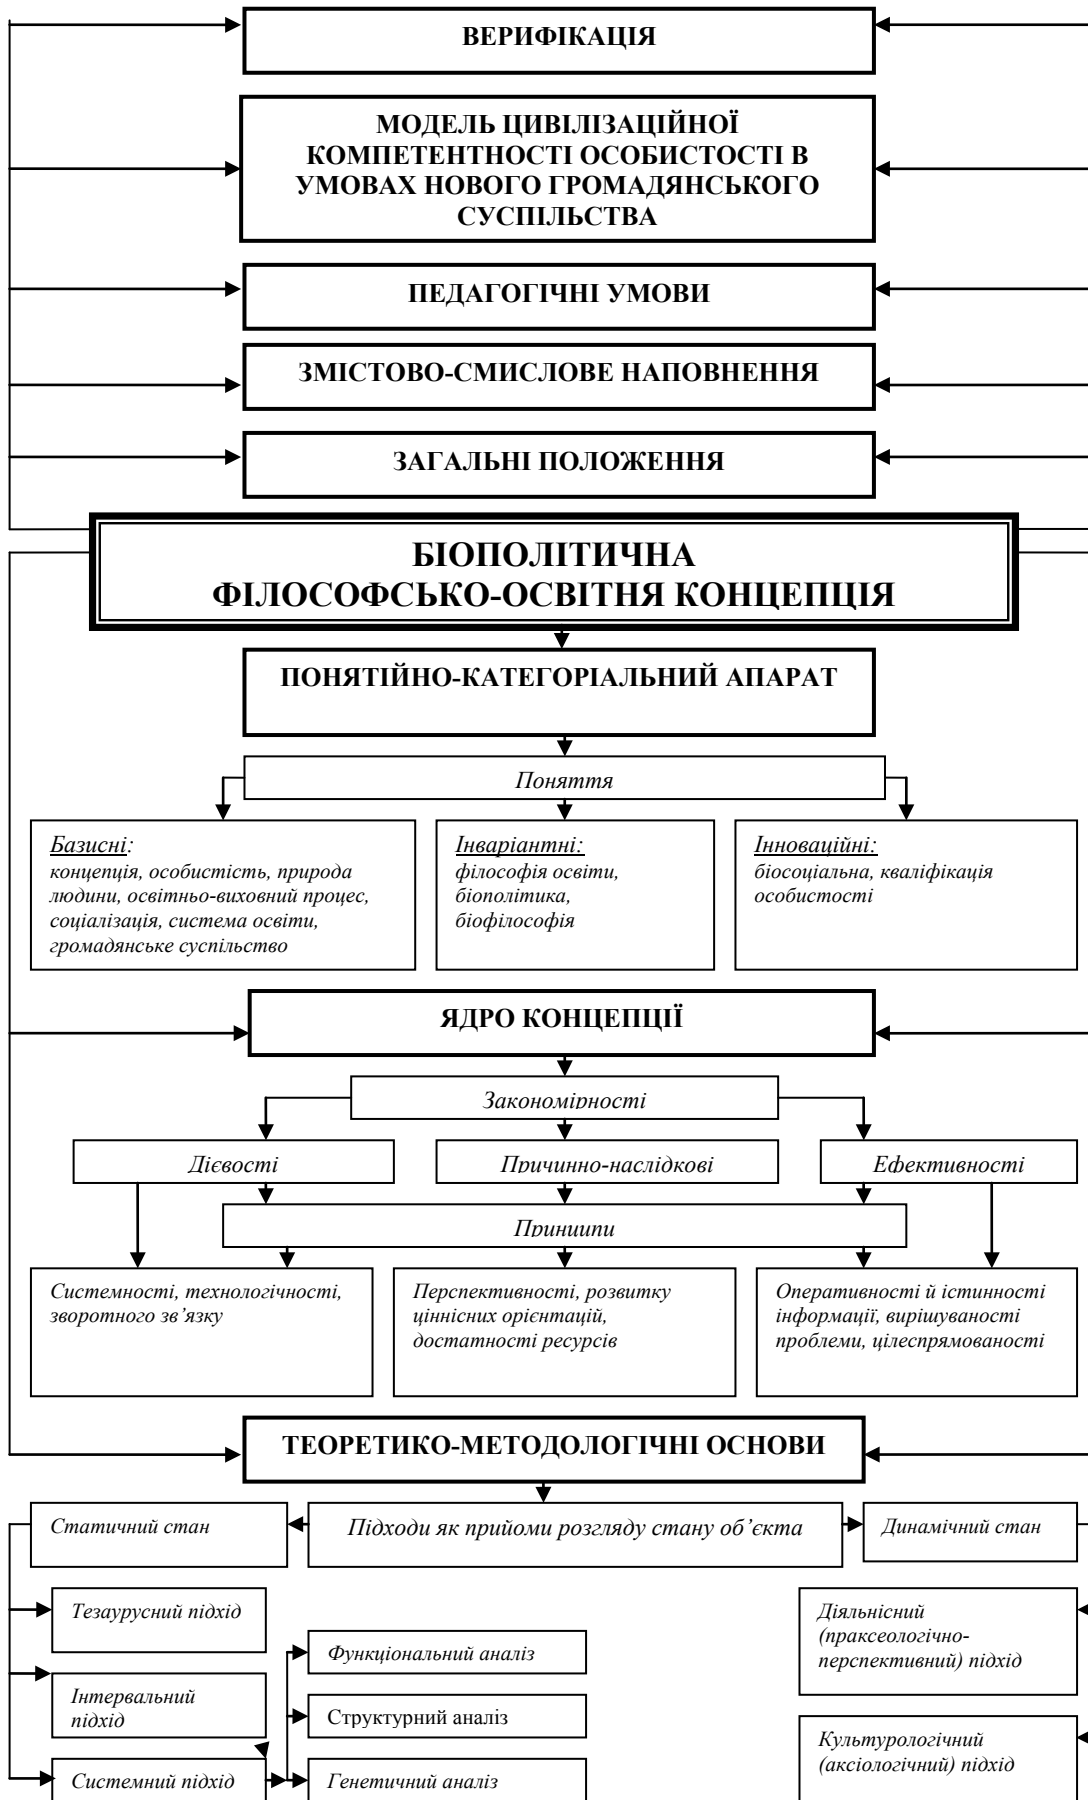 ВЕРИФІКАЦІЯ
МОДЕЛЬ ЦИВІЛІЗАЦІЙНОЇ
КОМПЕТЕНТНОСТІ ОСОБИСТОСТІ В
УМОВАХ НОВОГО ГРОМАДЯНСЬКОГО
СУСПІЛЬСТВА
ПЕДАГОГІЧНІ УМОВИ
ЗМІСТОВО-СМИСЛОВЕ НАПОВНЕННЯ
ЗАГАЛЬНІ ПОЛОЖЕННЯ
БІОПОЛІТИЧНА
ФІЛОСОФСЬКО-ОСВІТНЯ КОНЦЕПЦІЯ
ПОНЯТІЙНО-КАТЕГОРІАЛЬНИЙ АПАРАТ
Поняття
Базисні:
концепція, особистість, природа
людини, освітньо-виховний процес,
соціалізація, система освіти,
громадянське суспільство
Інваріантні:
філософія освіти,
біополітика,
біофілософія
Інноваційні:
біосоціальна, кваліфікація
особистості
ЯДРО КОНЦЕПЦІЇ
Закономірності
Дієвості
Причинно-наслідкові
Ефективності
Принципи
Системності, технологічності,
зворотного зв’язку
Перспективності, розвитку
ціннісних орієнтацій,
достатності ресурсів
Оперативності й істинності
інформації, вирішуваності
проблеми, цілеспрямованості
ТЕОРЕТИКО-МЕТОДОЛОГІЧНІ ОСНОВИ
Статичний стан
Підходи як прийоми розгляду стану об’єкта
Динамічний стан
Тезаурусний підхід
Інтервальний
підхід
Системний підхід
Функціональний аналіз
Структурний аналіз
Генетичний аналіз
Діяльнісний
(праксеологічно-
перспективний) підхід
Культурологічний
(аксіологічний) підхід